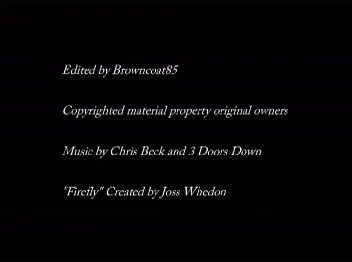 Edited by Browncoat85
Copyrighted material property original owners
Music by Chris Beck and 3 Doors Down
"Firefly" Created by Joss Whedon